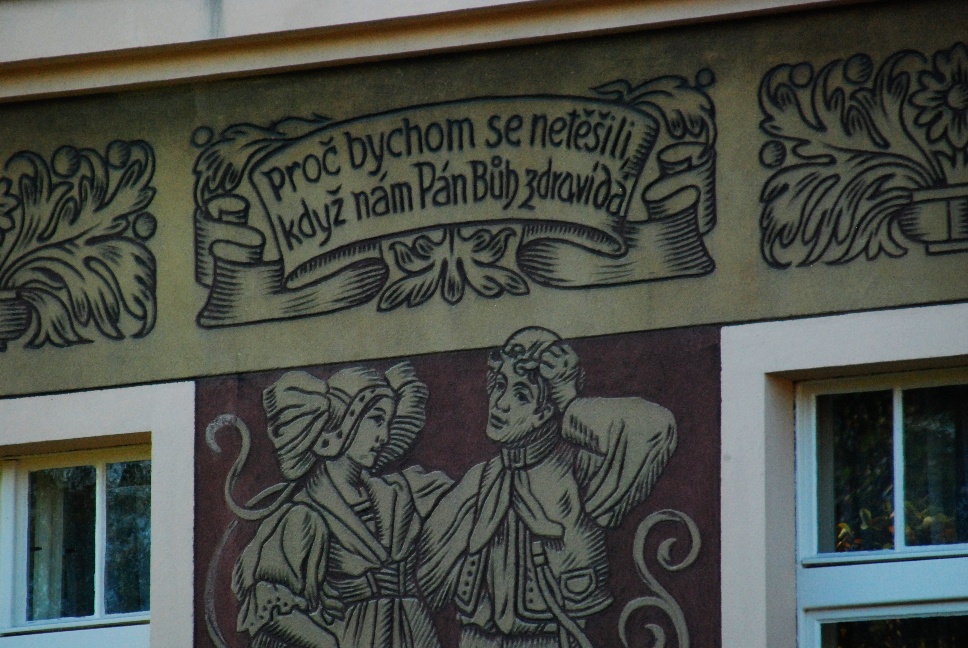 proč bychom se netěšili,
když nám Pán Bůh zdraví dá